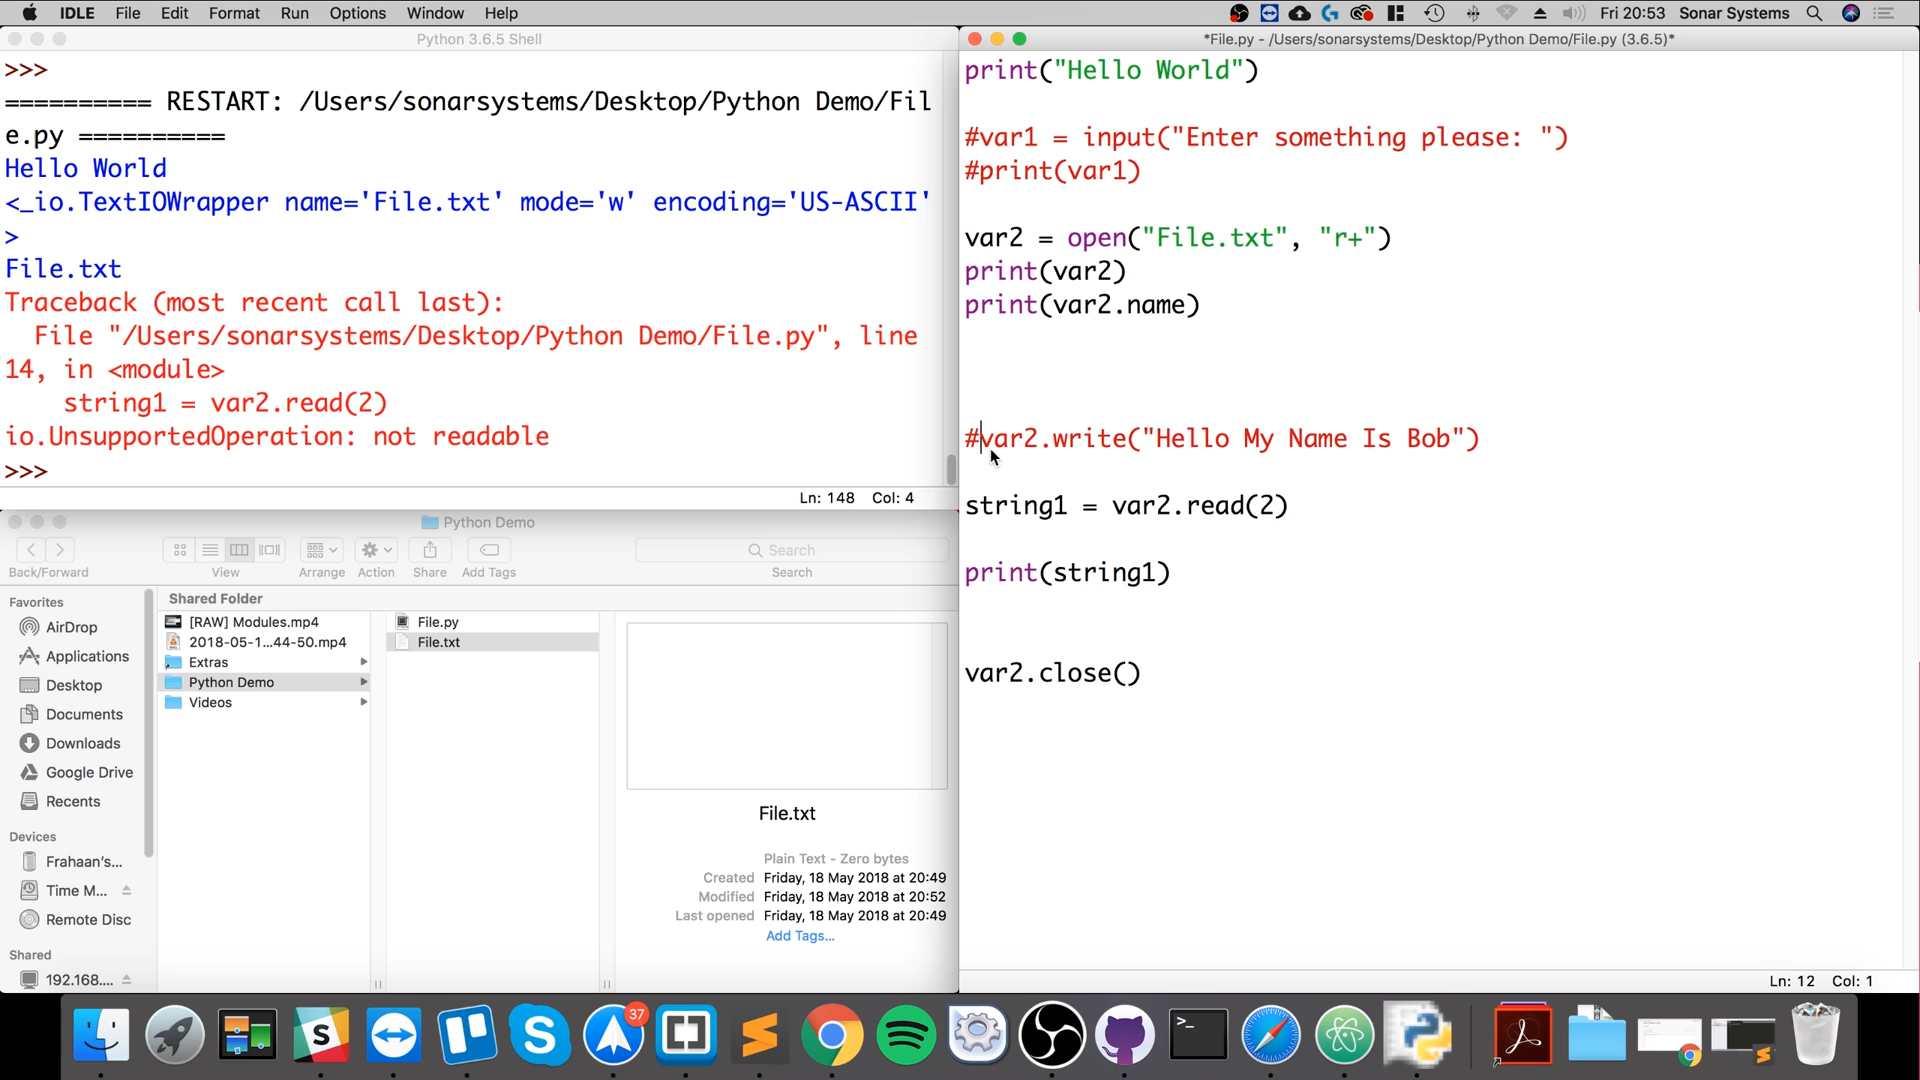 IDLE File Edit Format Run Options Window Help
Fri 20:53 Sonar Systems
Python 3.6.5 Shell
>>>
========== RESTART: /Users/sonarsystems/Desktop/Python Demo/Fil
e.py ==========
Hello World
<_io.TextIOWrapper name='File.txt' mode='w' encoding='US-ASCII'
>
File.txt
Traceback (most recent call last):
File "/Users/sonarsystems/Desktop/Python Demo/File.py", line
14, in <module>
string1 = var2.read(2)
io.UnsupportedOperation: not readable
>>>
Ln: 148 Col: 4
*File.py - /Users/sonarsystems/Desktop/Python Demo/File.py (3.6.5)*
print("Hello World")
#var1 = input("Enter something please: ")
#print(var1)
var2 = open("File.txt", "r+")
print(var2)
print(var2.name)
#var2.write("Hello My Name Is Bob")
string1 = var2.read(2)
print(string1)
var2.close()
Ln: 12 Col: 1
Python Demo
Search
Back/Forward View Arrange Action Share Add Tags Search
Favorites
AirDrop
Applications
Desktop
Documents
Downloads
Google Drive
Recents
Devices
Frahaan's...
Time M...
Remote Disc
Shared
192.168....
Shared Folder
[RAW] Modules.mp4
2018-05-1...44-50.mp4
Extras
Python Demo
Videos
File.py
File.txt
File.txt
Plain Text - Zero bytes
Created Friday, 18 May 2018 at 20:49
Modified Friday, 18 May 2018 at 20:52
Last opened Friday, 18 May 2018 at 20:49
Add Tags...
37